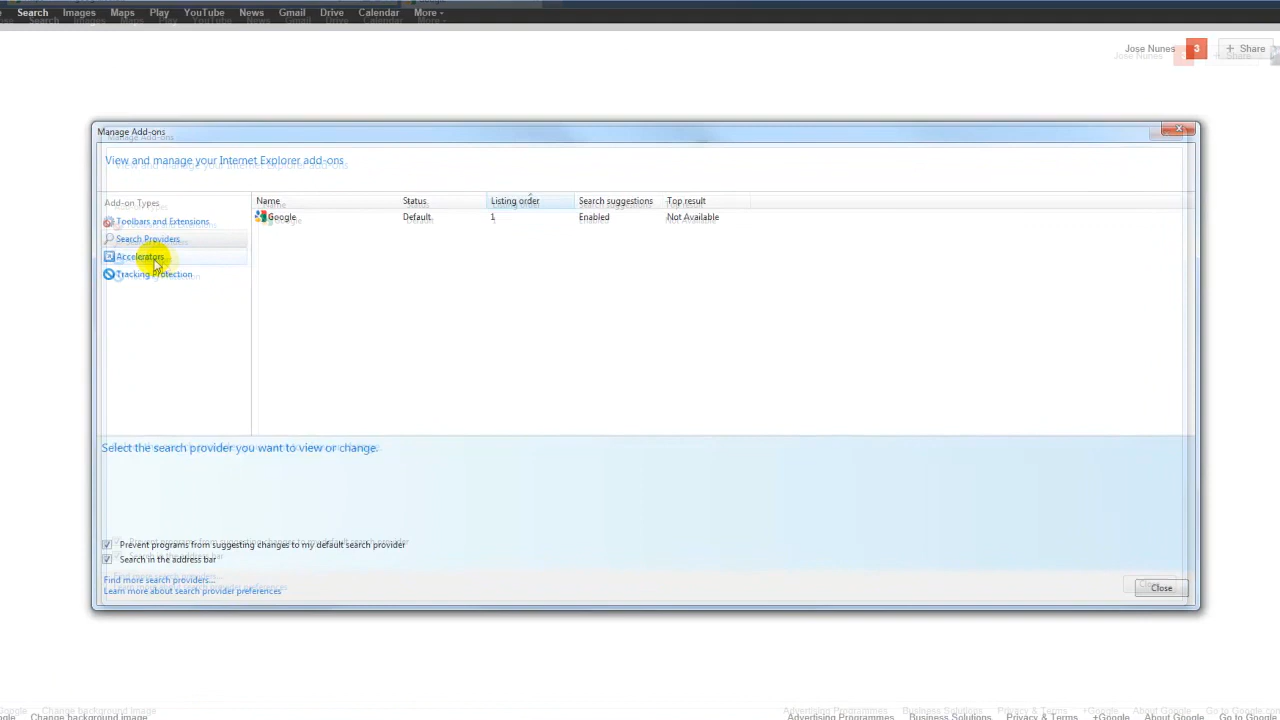 Search Images Maps Play YouTube News Gmail Drive Calendar More
Jose Nunes 3 + Share
Manage Add-ons
View and manage your Internet Explorer add-ons
Add-on Types
Name Status Listing order Search suggestions Top result
Toolbars and Extensions
Google Default 1 Enabled Not Available
Search Providers
Accelerators
Tracking Protection
Select the search provider you want to view or change.
Prevent programs from suggesting changes to my default search provider
Search in the address bar
Find more search providers...
Learn more about search provider preferences
Close
Change background image Advertising Programmes Business Solutions Privacy & Terms +Google About Google Go to Google